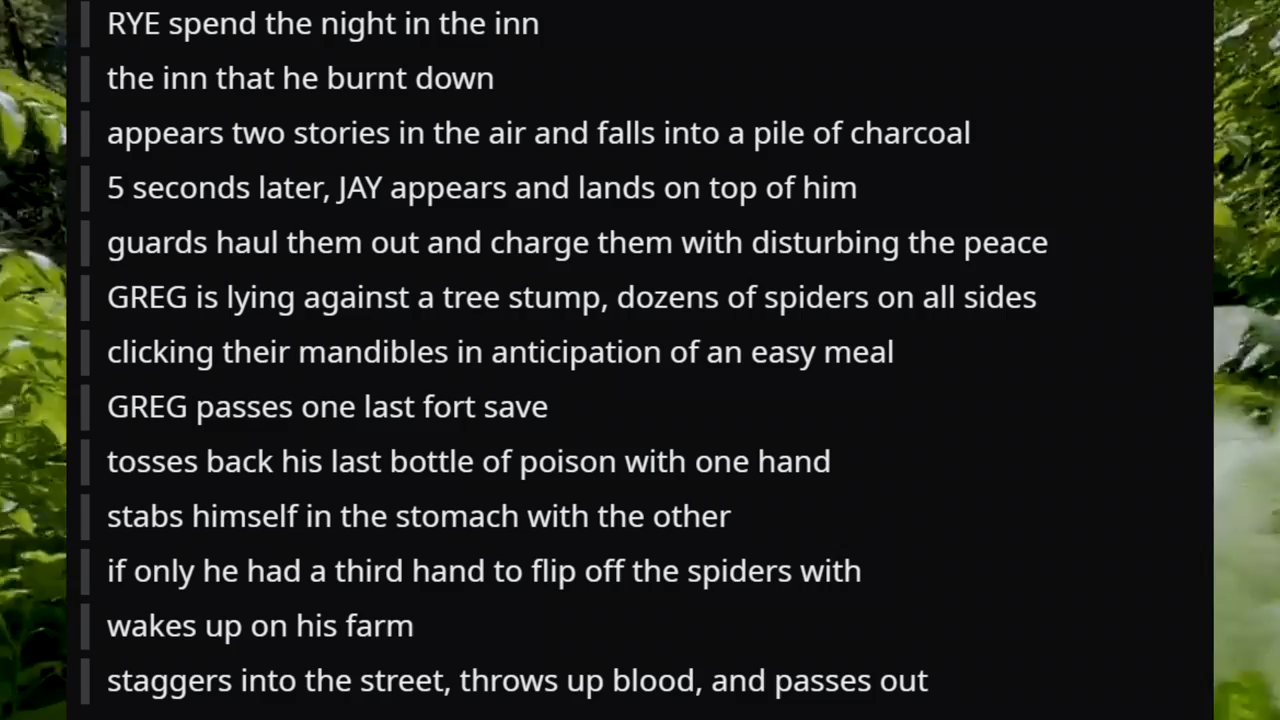 RYE spend the night in the inn
the inn that he burnt down
appears two stories in the air and falls into a pile of charcoal
5 seconds later, JAY appears and lands on top of him
guards haul them out and charge them with disturbing the peace
GREG is lying against a tree stump, dozens of spiders on all sides
clicking their mandibles in anticipation of an easy meal
GREG passes one last fort save
tosses back his last bottle of poison with one hand
stabs himself in the stomach with the other
if only he had a third hand to flip off the spiders with
wakes up on his farm
staggers into the street, throws up blood, and passes out